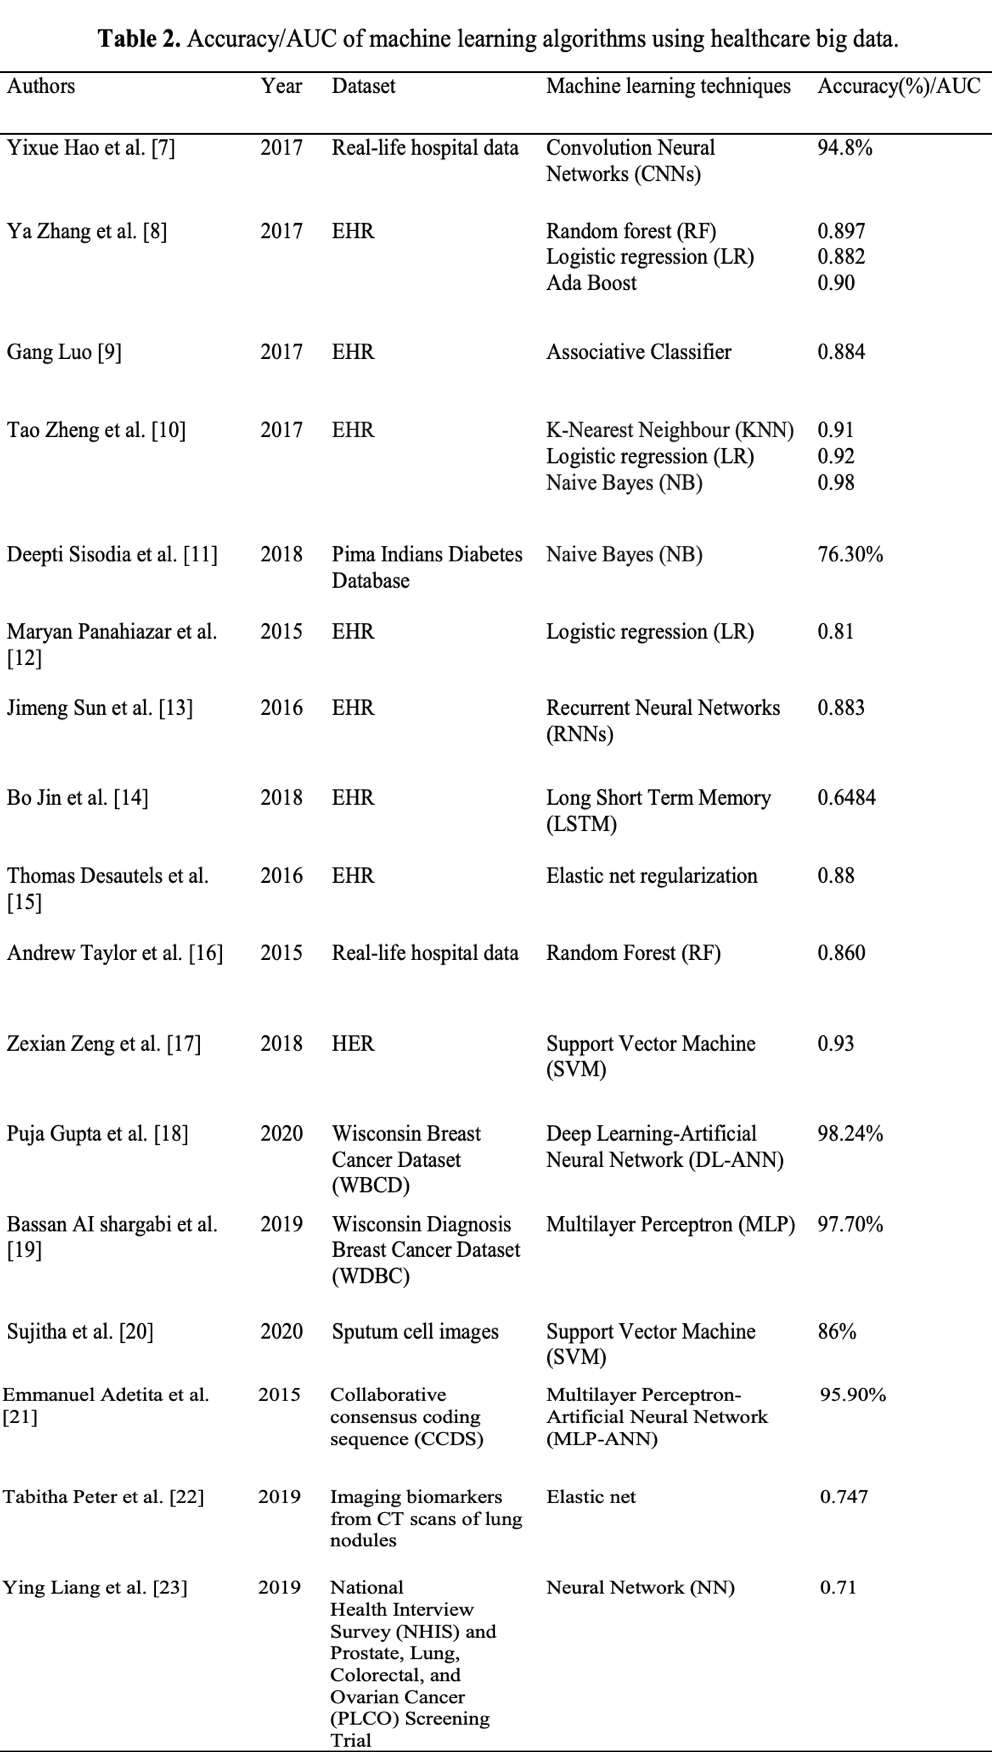 Table 2. Accuracy/AUC of machine learning algorithms using healthcare big data.
Authors Year Dataset Machine learning techniques Accuracy(%)/AUC
Yixue Hao et al. [7] 2017 Real-life hospital data Convolution Neural 94.8%
Networks (CNNs)
Ya Zhang et al. [8] 2017 EHR Random forest (RF) 0.897
Logistic regression (LR) 0.882
Ada Boost 0.90
Gang Luo [9] 2017 EHR Associative Classifier 0.884
Tao Zheng et al. [10] 2017 EHR K-Nearest Neighbour (KNN) 0.91
Logistic regression (LR) 0.92
Naive Bayes (NB) 0.98
Deepti Sisodia et al. [11] 2018 Pima Indians Diabetes Naive Bayes (NB) 76.30%
Database
Maryan Panahiazar et al. 2015 EHR Logistic regression (LR) 0.81
[12]
Jimeng Sun et al. [13] 2016 EHR Recurrent Neural Networks 0.883
(RNNs)
Bo Jin et al. [14] 2018 EHR Long Short Term Memory 0.6484
(LSTM)
Thomas Desautels et al. 2016 EHR Elastic net regularization 0.88
[15]
Andrew Taylor et al. [16] 2015 Real-life hospital data Random Forest (RF) 0.860
Zexian Zeng et al. [17] 2018 HER Support Vector Machine 0.93
(SVM)
Puja Gupta et al. [18] 2020 Wisconsin Breast Deep Learning-Artificial 98.24%
Cancer Dataset Neural Network (DL-ANN)
(WBCD)
Bassan AI shargabi et al. 2019 Wisconsin Diagnosis Multilayer Perceptron (MLP) 97.70%
[19] Breast Cancer Dataset
(WDBC)
Sujitha et al. [20] 2020 Sputum cell images Support Vector Machine 86%
(SVM)
Emmanuel Adetita et al. 2015 Collaborative Multilayer Perceptron- 95.90%
[21] consensus coding Artificial Neural Network
sequence (CCDS) (MLP-ANN)
Tabitha Peter et al. [22] 2019 Imaging biomarkers Elastic net 0.747
from CT scans of lung
nodules
Ying Liang et al. [23] 2019 National Neural Network (NN) 0.71
Health Interview
Survey (NHIS) and
Prostate, Lung,
Colorectal, and
Ovarian Cancer
(PLCO) Screening
Trial